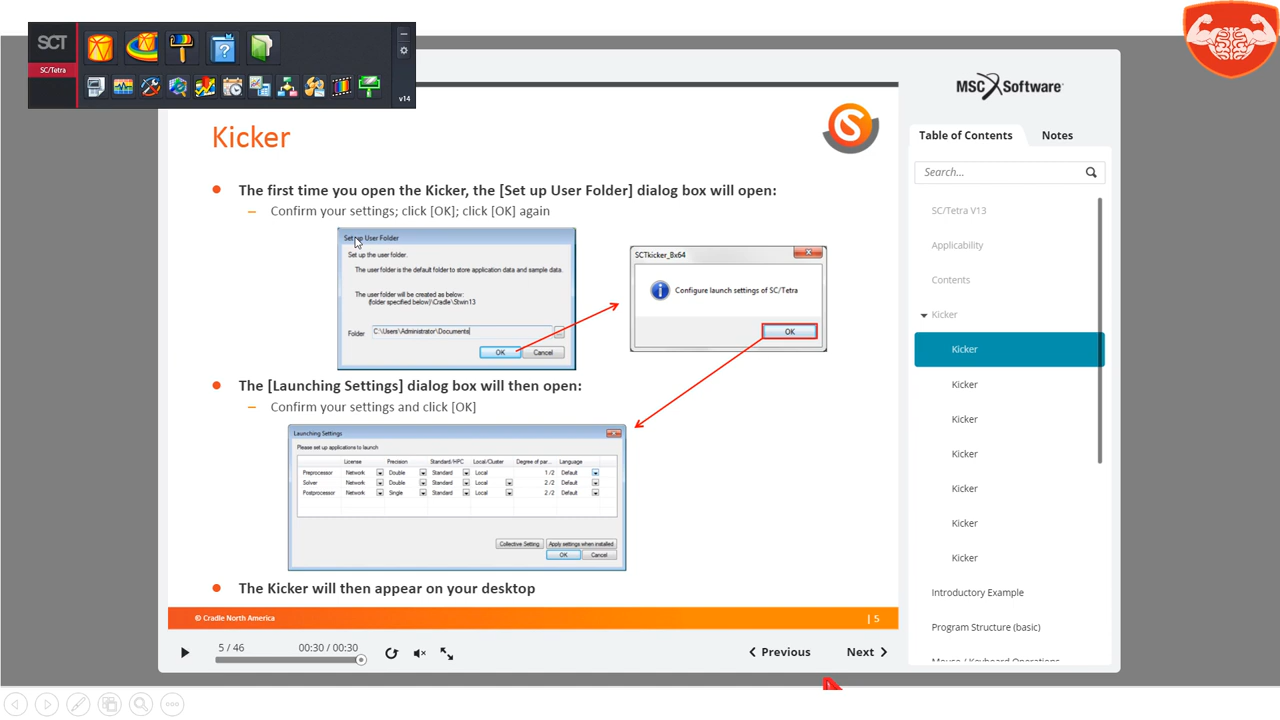 SCT
SC/Tetra
v14
MSC Software
Kicker
The first time you open the Kicker, the [Set up User Folder] dialog box will open:
– Confirm your settings; click [OK]; click [OK] again
Set up User Folder
Set up the user folder.
The user folder is the default folder to store application data and sample data.
The user folder will be created as below:
(folder specified below)\Cradle\Stwin13
Folder C:\Users\Administrator\Documents
OK Cancel
SCTkicker_Bx64
Configure launch settings of SC/Tetra
OK
The [Launching Settings] dialog box will then open:
– Confirm your settings and click [OK]
Launching Settings
Please set up applications to launch
License Precision Standard/HPC Local/Cluster Degree of par... Language
Preprocessor Network Double Standard Local 1/2 Default
Solver Network Double Standard Local 2/2 Default
Postprocessor Network Single Standard Local 2/2 Default
Collective Setting Apply settings when installed
OK Cancel
The Kicker will then appear on your desktop
© Cradle North America
| 5
5 / 46 00:30 / 00:30
Previous Next
Table of Contents Notes
Search...
SC/Tetra V13
Applicability
Contents
Kicker
Kicker
Kicker
Kicker
Kicker
Kicker
Kicker
Kicker
Introductory Example
Program Structure (basic)
Mouse / Keyboard Operations